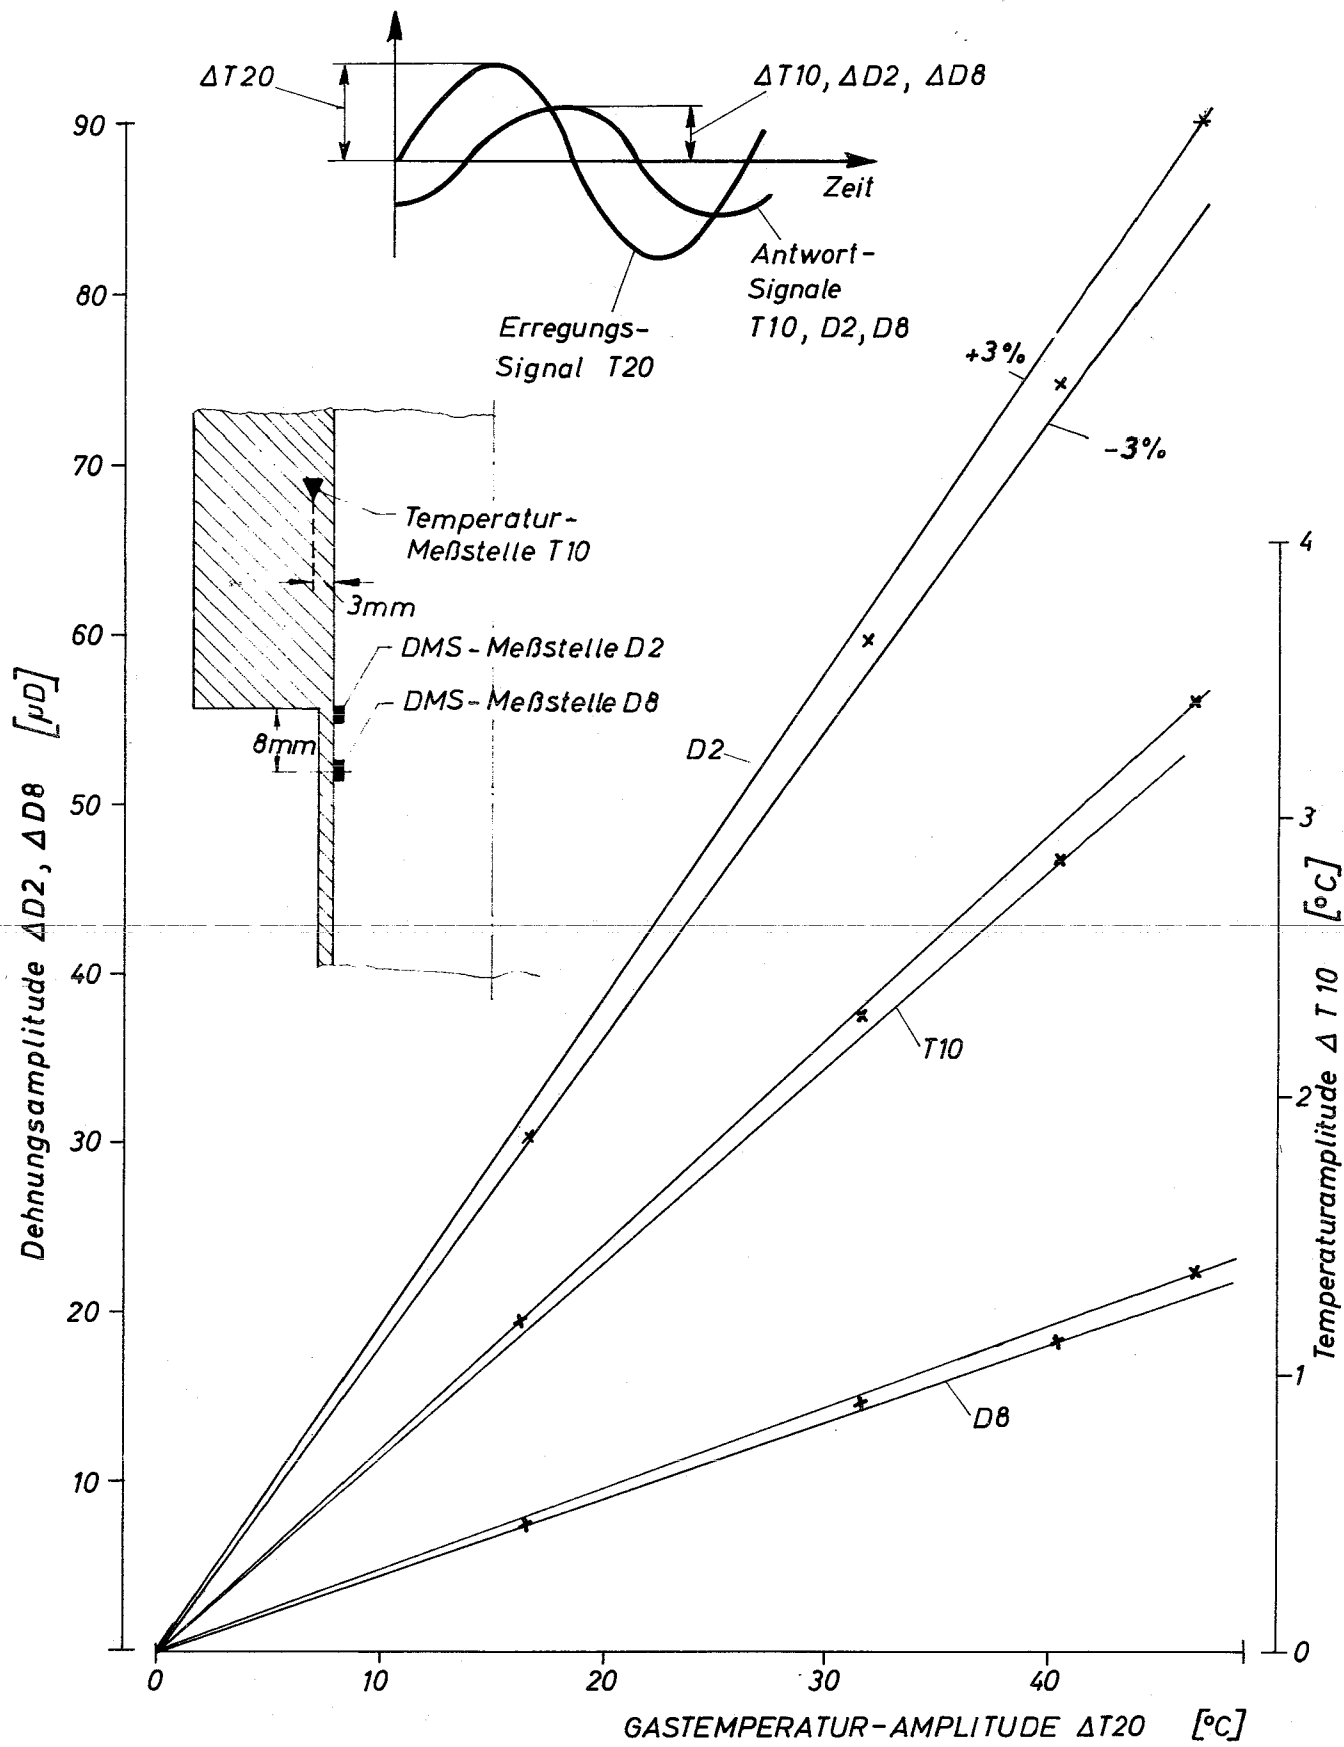 ΔT20
ΔT10, ΔD2, ΔD8
Zeit
Antwort-
Signale
T10, D2, D8
Erregungs-
Signal T20
+3%
-3%
Temperatur-
Meßstelle T10
3mm
DMS-Meßstelle D2
DMS-Meßstelle D8
8mm
D2
T10
D8
90
80
70
60
50
40
30
20
10
Dehnungsamplitude ΔD2, ΔD8 [µD]
4
3
2
1
0
Temperaturamplitude ΔT10 [°C]
0
10
20
30
40
GASTEMPERATUR-AMPLITUDE ΔT20 [°C]